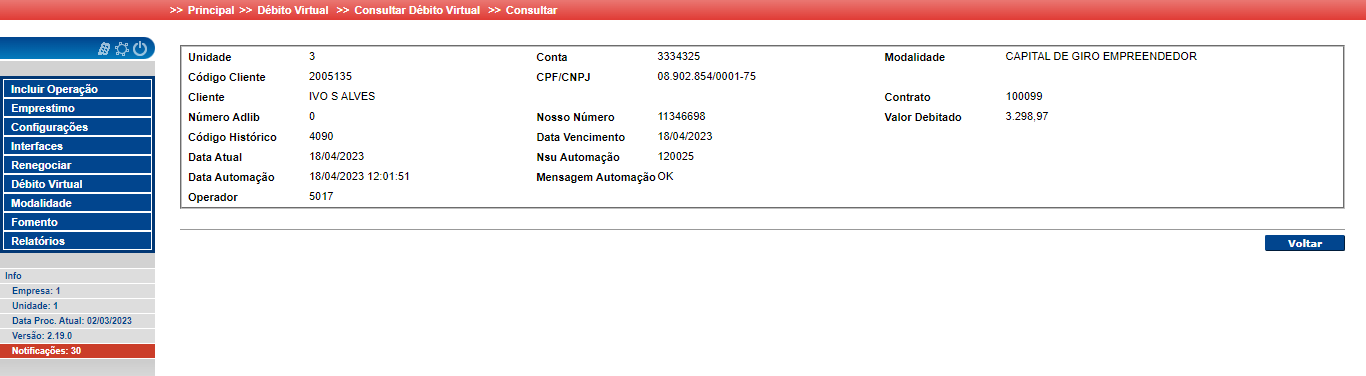 >> Principal >> Débito Virtual >> Consultar Débito Virtual >> Consultar
Incluir Operação
Emprestimo
Configurações
Interfaces
Renegociar
Débito Virtual
Modalidade
Fomento
Relatórios
Info
Empresa: 1
Unidade: 1
Data Proc. Atual: 02/03/2023
Versão: 2.19.0
Notificações: 30
Unidade 3 Conta 3334325 Modalidade CAPITAL DE GIRO EMPREENDEDOR
Código Cliente 2005135 CPF/CNPJ 08.902.854/0001-75
Cliente IVO S ALVES Contrato 100099
Número Adlib 0 Nosso Número 11346698 Valor Debitado 3.298,97
Código Histórico 4090 Data Vencimento 18/04/2023
Data Atual 18/04/2023 Nsu Automação 120025
Data Automação 18/04/2023 12:01:51 Mensagem Automação OK
Operador 5017
Voltar